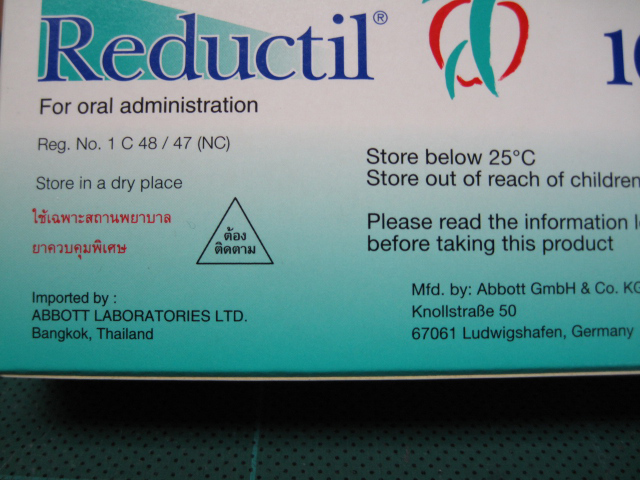 Reductil®
For oral administration
Reg. No. 1 C 48 / 47 (NC)
Store in a dry place
ใช้เฉพาะสถานพยาบาล
ยาควบคุมพิเศษ
ต้อง
ติดตาม
Imported by :
ABBOTT LABORATORIES LTD.
Bangkok, Thailand
Store below 25°C
Store out of reach of children
Please read the information
before taking this product
Mfd. by: Abbott GmbH & Co. KG
Knollstraße 50
67061 Ludwigshafen, Germany